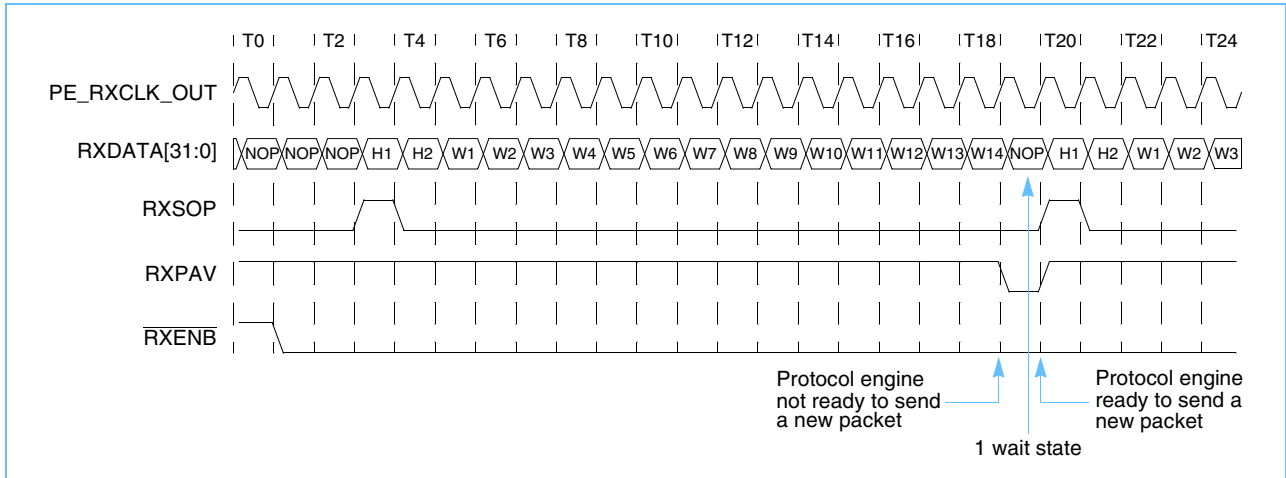 T0 T2 T4 T6 T8 T10 T12 T14 T16 T18 T20 T22 T24
PE_RXCLK_OUT
RXDATA[31:0] NOP NOP NOP H1 H2 W1 W2 W3 W4 W5 W6 W7 W8 W9 W10 W11 W12 W13 W14 NOP H1 H2 W1 W2 W3
RXSOP
RXPAV
RXENB
Protocol engine
not ready to send
a new packet
Protocol engine
ready to send a
new packet
1 wait state